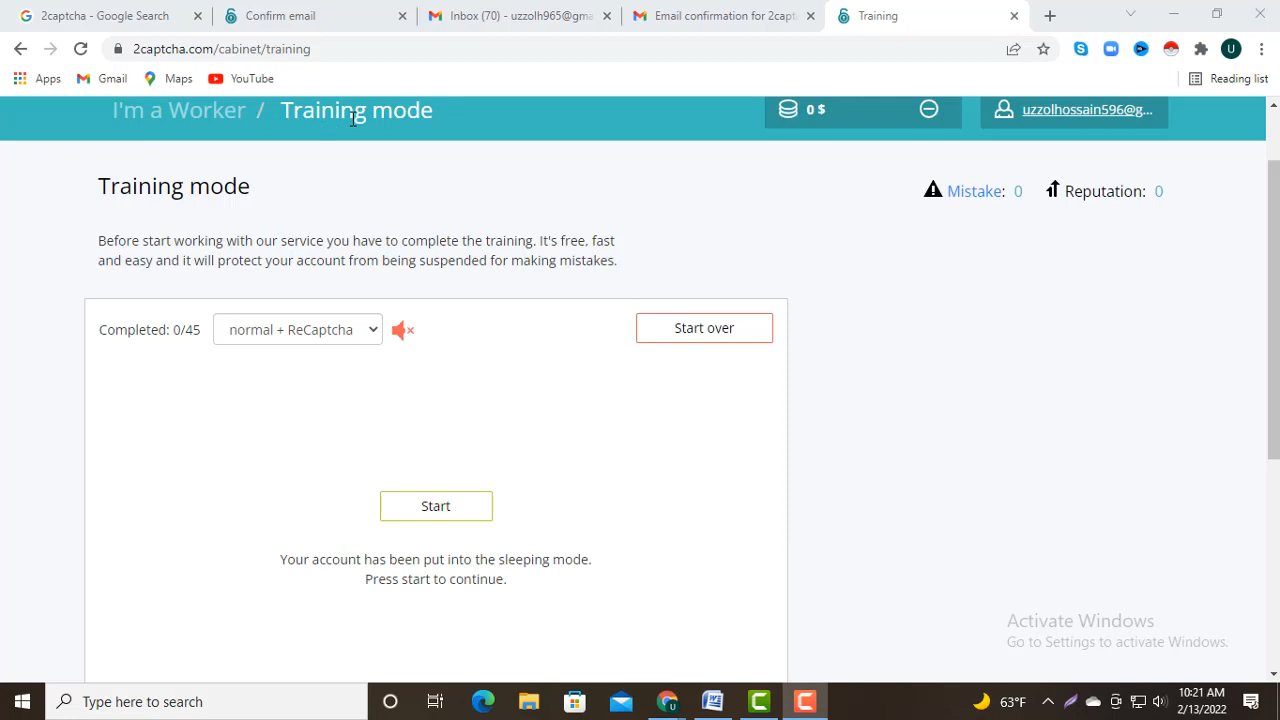 2captcha - Google Search
Confirm email
Inbox (70) - uzzolh965@gma
Email confirmation for 2capt
Training
2captcha.com/cabinet/training
U
Apps
Gmail
Maps
YouTube
Reading list
I'm a Worker / Training mode
0 $
uzzolhossain596@g...
Training mode
Mistake: 0
Reputation: 0
Before start working with our service you have to complete the training. It's free, fast
and easy and it will protect your account from being suspended for making mistakes.
Completed: 0/45
normal + ReCaptcha
Start over
Start
Your account has been put into the sleeping mode.
Press start to continue.
Activate Windows
Go to Settings to activate Windows.
Type here to search
63°F
10:21 AM
2/13/2022